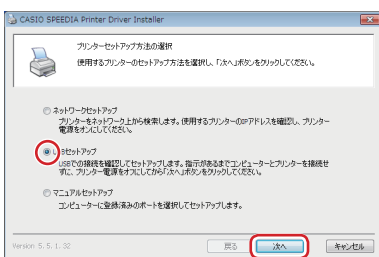 CASIO SPEEDIA Printer Driver Installer
プリンターセットアップ方法の選択
使用するプリンターのセットアップ方法を選択し、「次へ」ボタンをクリックしてください。
ネットワークセットアップ
プリンターをネットワーク上から検索します。使用するプリンターのIPアドレスを確認し、プリンター
電源をオンにしてください。
USBセットアップ
USBでの接続を確認してセットアップします。指示があるまでコンピューターとプリンターを接続せ
ずに、プリンター電源をオフにしてから「次へ」ボタンをクリックしてください。
マニュアルセットアップ
コンピューターに登録済みのポートを選択してセットアップします。
Version 5. 5. 1. 32
戻る
次へ
キャンセル